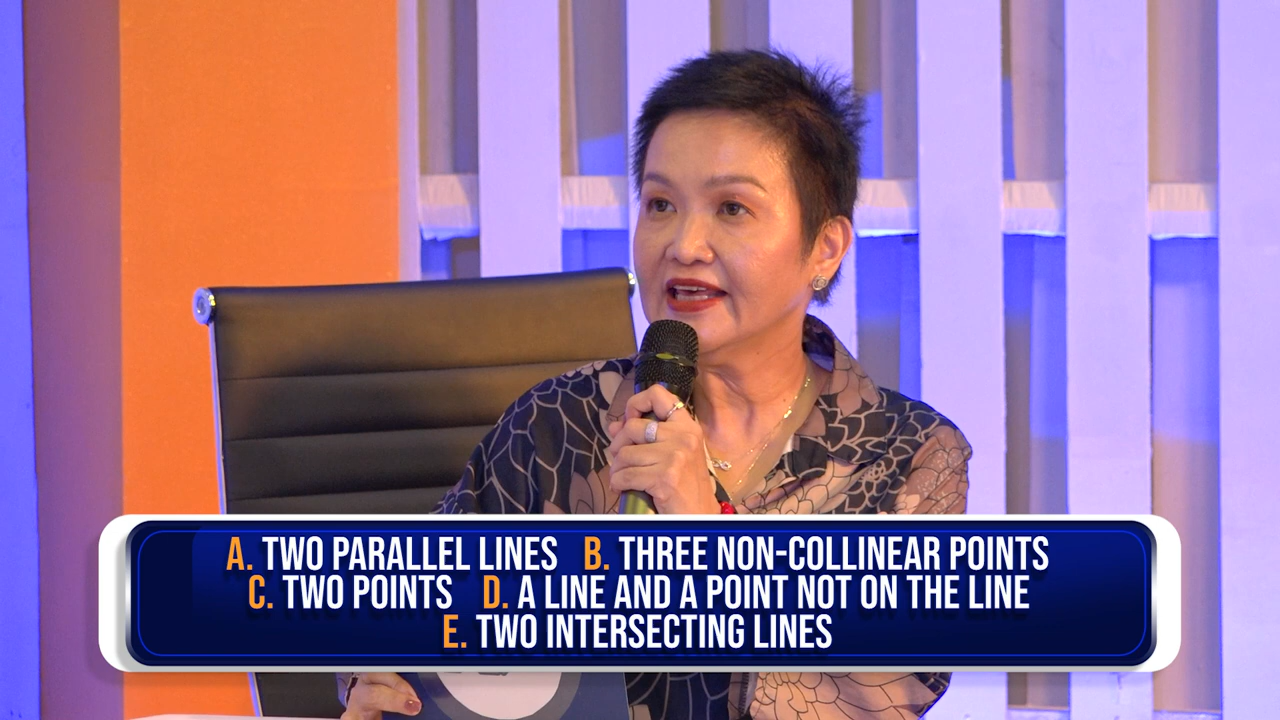 A. TWO PARALLEL LINES B. THREE NON-COLLINEAR POINTS
C. TWO POINTS D. A LINE AND A POINT NOT ON THE LINE
E. TWO INTERSECTING LINES